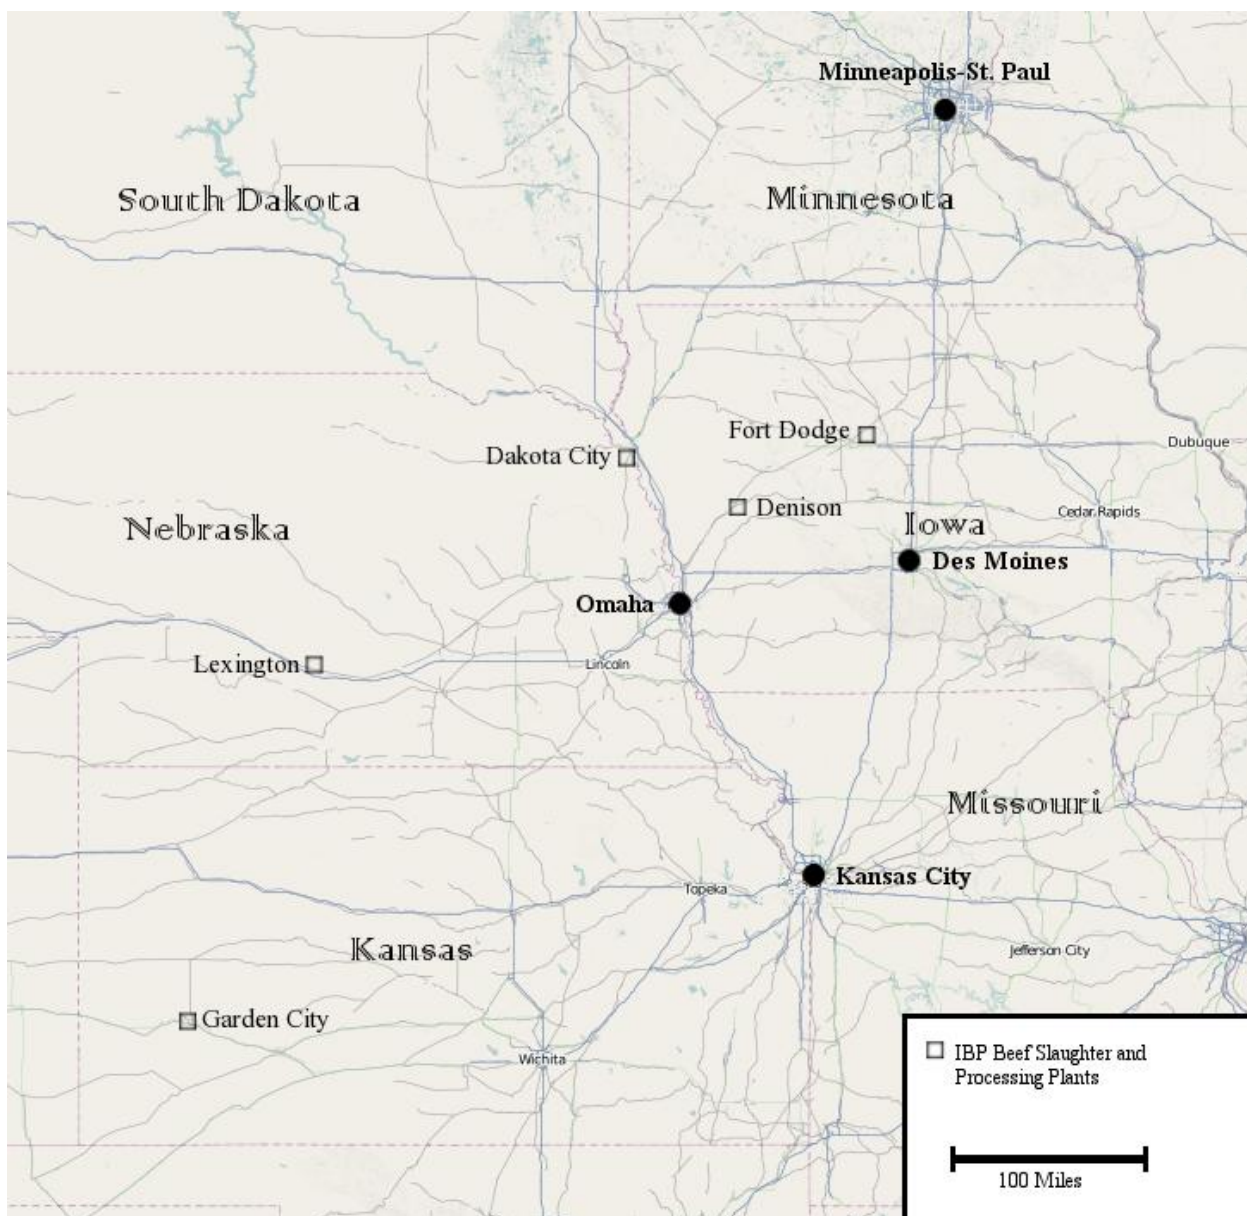 Minneapolis-St. Paul
South Dakota
Minnesota
Fort Dodge
Dubuque
Dakota City
Denison
Cedar Rapids
Nebraska
Iowa
Des Moines
Omaha
Lexington
Lincoln
Missouri
Kansas City
Topeka
Kansas
Jefferson City
Garden City
Wichita
IBP Beef Slaughter and
Processing Plants
100 Miles